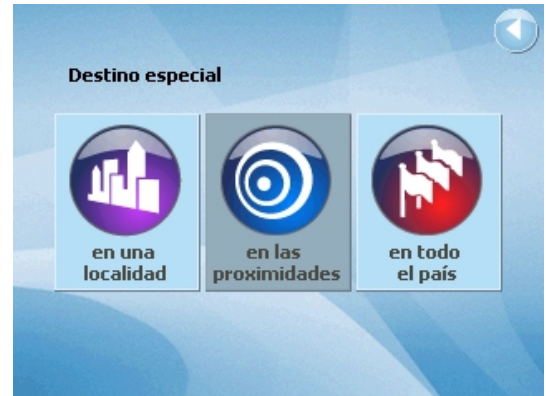 Destino especial
en una
localidad
en las
proximidades
en todo
el país